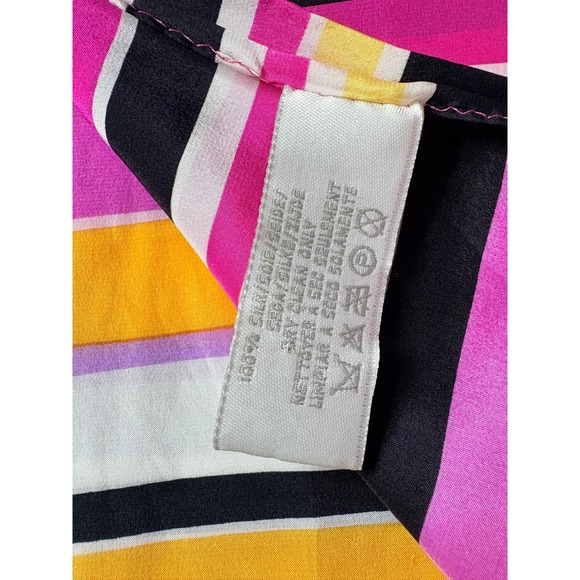 100% SILK/SOIE/SEIDE/
SEDA/SILKE/ZIJDE
DRY CLEAN ONLY
NETTOYER A SEC SEULEMENT
LIMPIAR A SECO SOLAMENTE
P